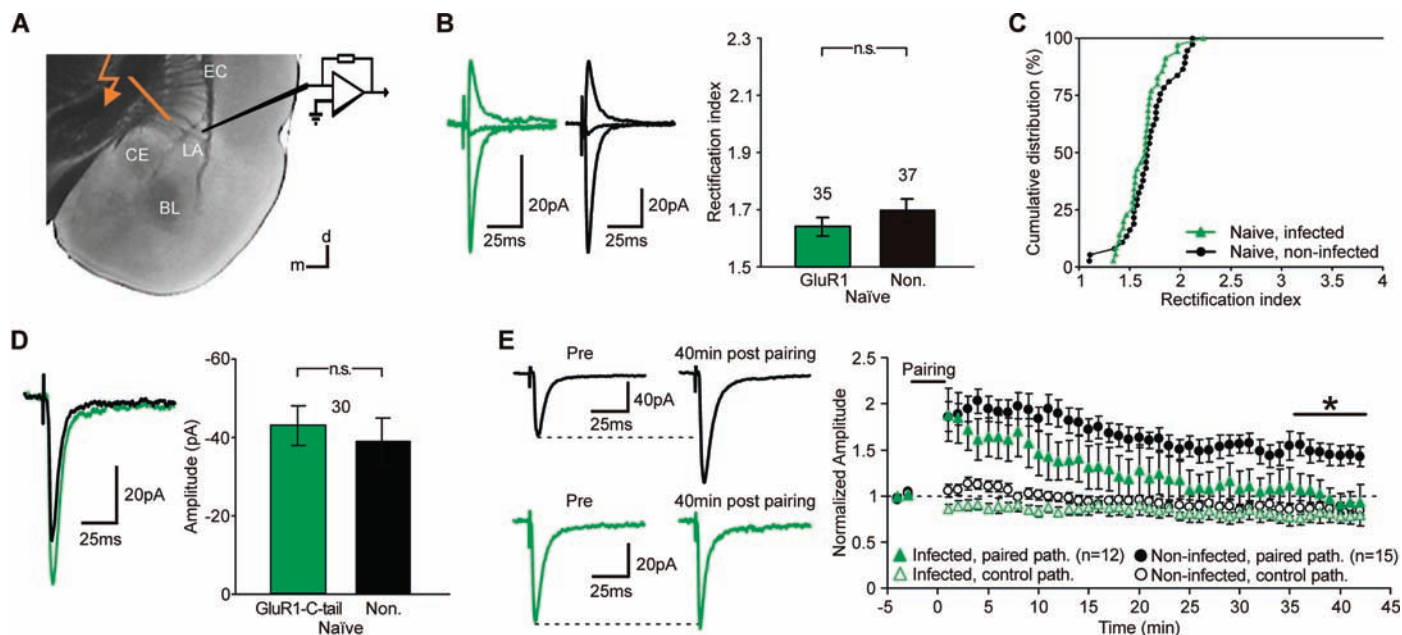 A
EC
CE
LA
BL
d
m
B
20pA
25ms
20pA
25ms
Rectification index
2.3
2.1
1.9
1.7
1.5
n.s.
35
37
GluR1
Non.
Naïve
C
Cumulative distribution (%)
100
75
50
25
0
Naive, infected
Naive, non-infected
1
1.5
2
2.5
3
3.5
4
Rectification index
D
20pA
25ms
Amplitude (pA)
-60
-40
-20
0
n.s.
30
GluR1-C-tail
Non.
Naïve
E
Pre
40min post pairing
40pA
25ms
Pre
40min post pairing
20pA
25ms
Normalized Amplitude
2.5
2
1.5
1
0.5
0
Pairing
*
Infected, paired path. (n=12)
Non-infected, paired path. (n=15)
Infected, control path.
Non-infected, control path.
-5
0
5
10
15
20
25
30
35
40
45
Time (min)